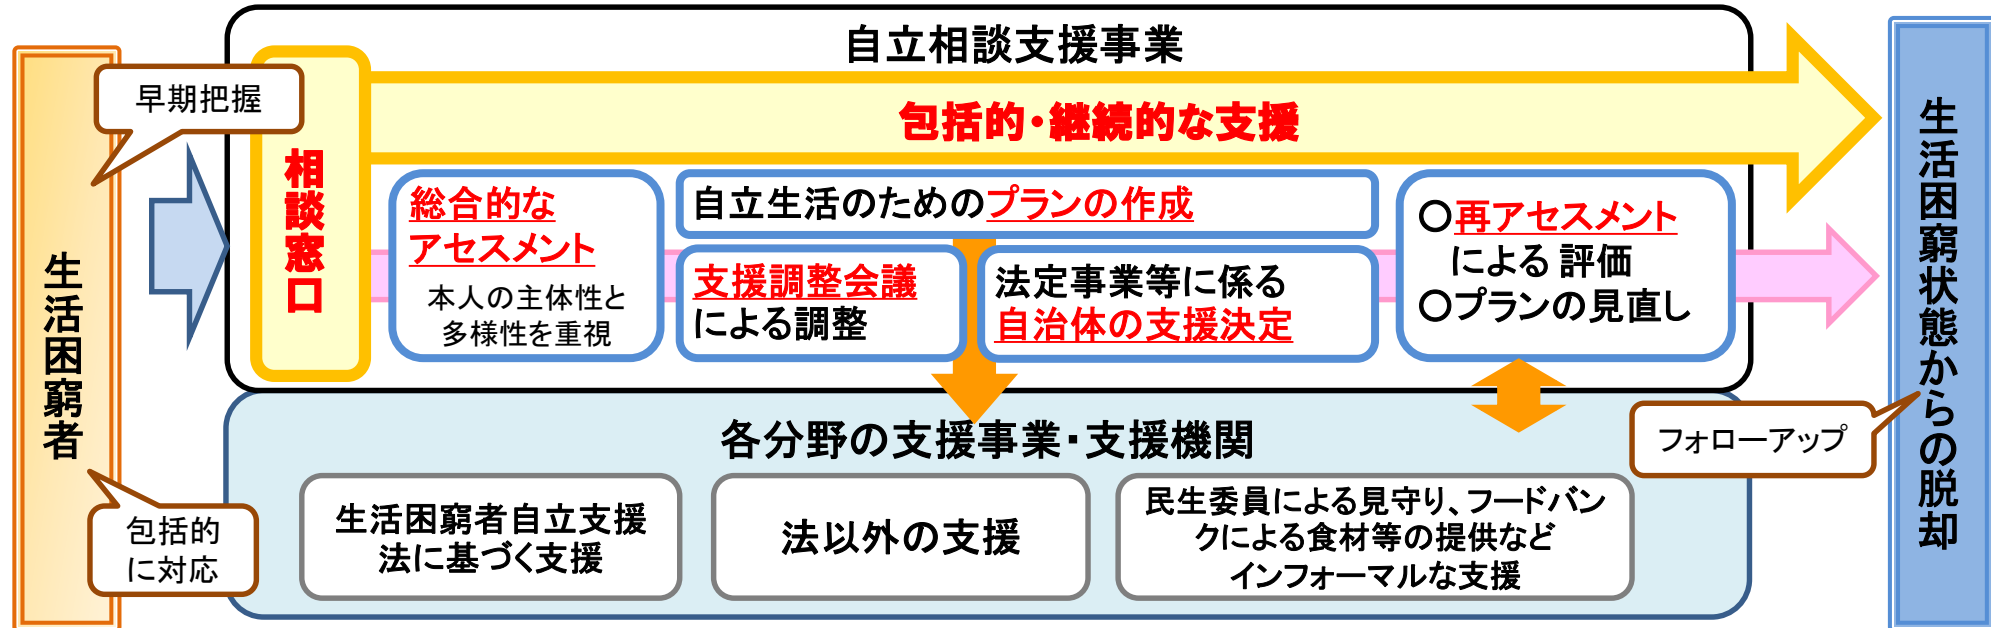 自立相談支援事業
早期把握
包括的・継続的な支援
生活困窮者
包括的
に対応
相談窓口
総合的な
アセスメント
本人の主体性と
多様性を重視
自立生活のためのプランの作成
支援調整会議
による調整
法定事業等に係る
自治体の支援決定
○再アセスメント
による 評価
○プランの見直し
各分野の支援事業・支援機関
生活困窮者自立支援
法に基づく支援
法以外の支援
民生委員による見守り、フードバン
クによる食材等の提供など
インフォーマルな支援
フォローアップ
生活困窮状態からの脱却